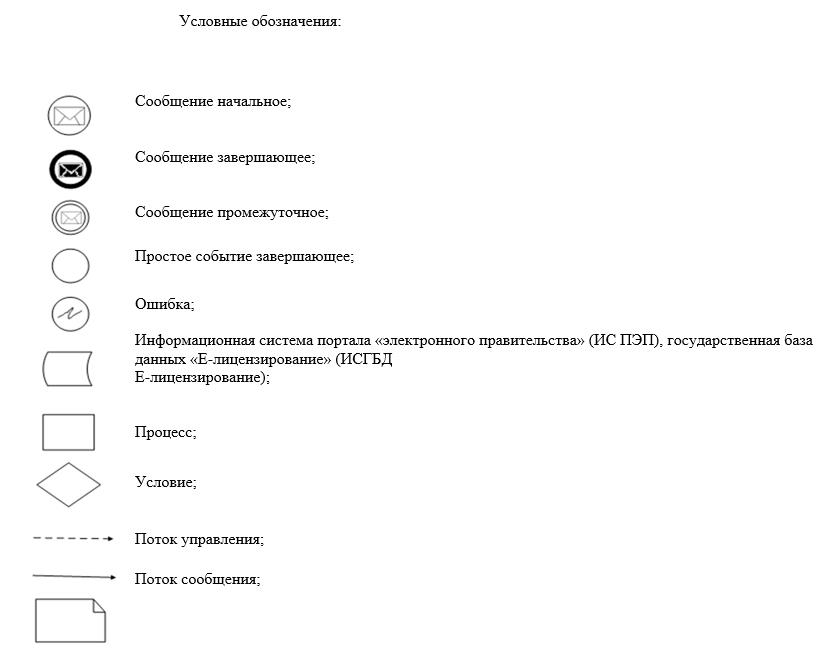 Условные обозначения:
Сообщение начальное;
Сообщение завершающее;
Сообщение промежуточное;
Простое событие завершающее;
Ошибка;
Информационная система портала «электронного правительства» (ИС ПЭП), государственная база
данных «Е-лицензирование» (ИСГБД
Е-лицензирование);
Процесс;
Условие;
Поток управления;
Поток сообщения;